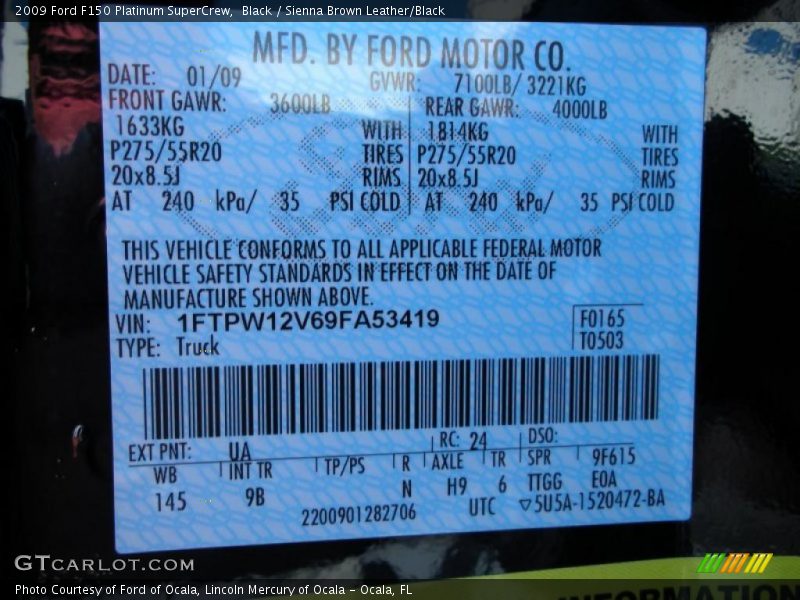 2009 Ford F150 Platinum SuperCrew, Black / Sienna Brown Leather/Black
MFD. BY FORD MOTOR CO.
DATE: 01/09 GVWR: 7100LB/ 3221KG
FRONT GAWR: 3600LB REAR GAWR: 4000LB
1633KG WITH 1814KG WITH
P275/55R20 TIRES P275/55R20 TIRES
20x8.5J RIMS 20x8.5J RIMS
AT 240 kPa/ 35 PSI COLD AT 240 kPa/ 35 PSI COLD
THIS VEHICLE CONFORMS TO ALL APPLICABLE FEDERAL MOTOR
VEHICLE SAFETY STANDARDS IN EFFECT ON THE DATE OF
MANUFACTURE SHOWN ABOVE.
VIN: 1FTPW12V69FA53419 F0165
TYPE: Truck T0503
EXT PNT: UA RC: 24 DSO:
WB INT TR TP/PS R AXLE TR SPR 9F615
145 9B N H9 6 TTGG E0A
2200901282706 UTC ▽5U5A-1520472-BA
GTcarlot.com
INFORMATION
Photo Courtesy of Ford of Ocala, Lincoln Mercury of Ocala - Ocala, FL